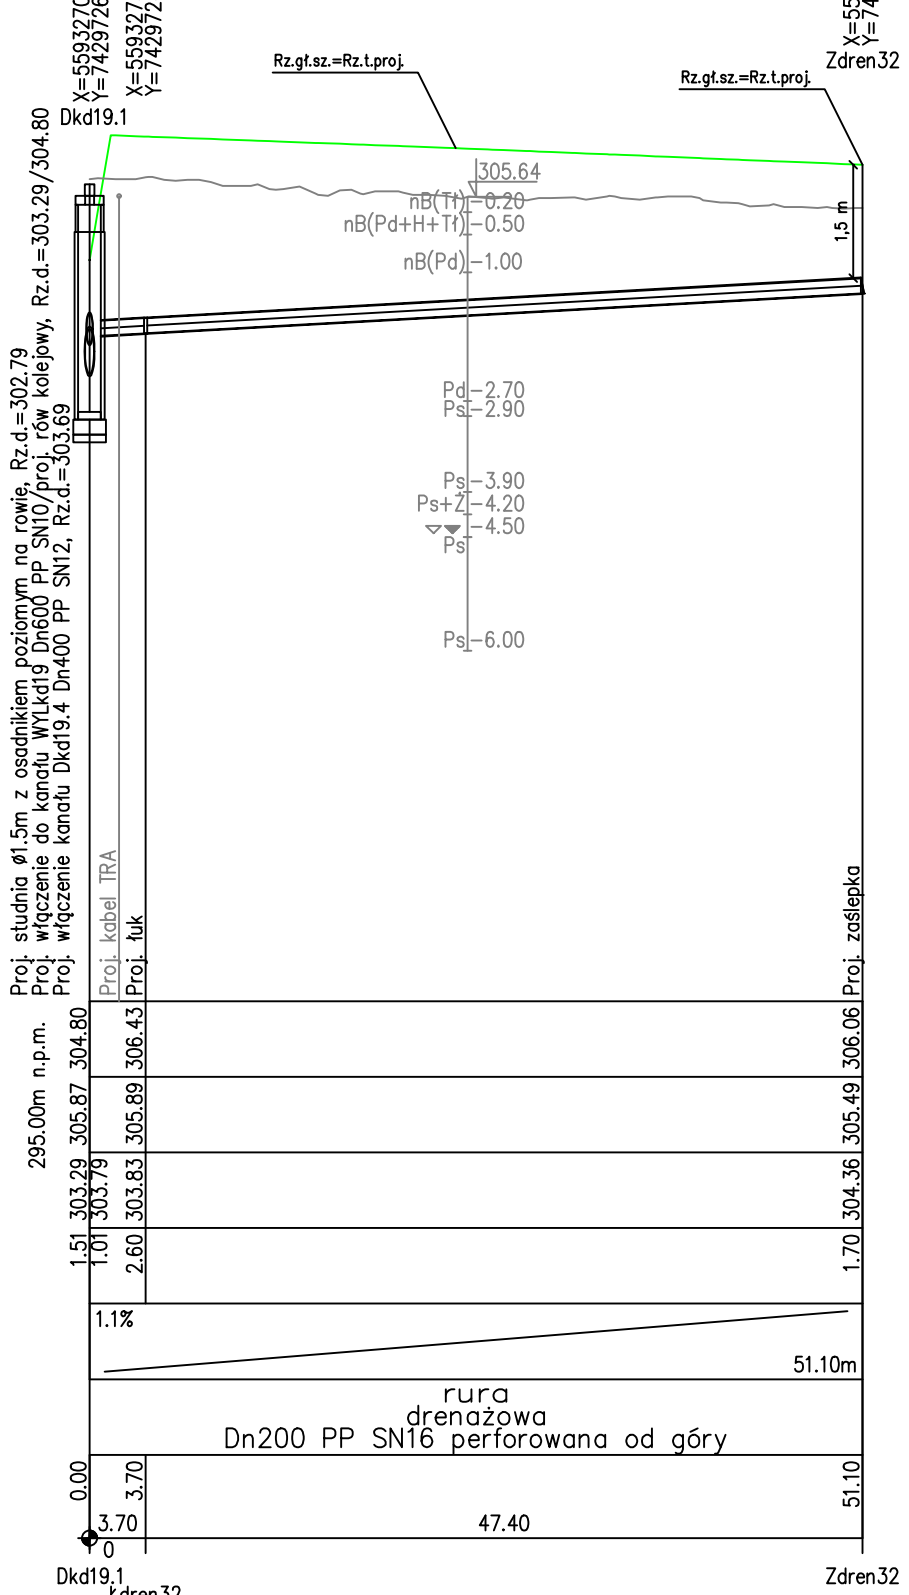 X=5593270
Y=7429726
X=559327
Y=742972
X=55
Y=74
Dkd19.1
Zdren32
Rz.gł.sz.=Rz.t.proj.
Rz.gł.sz.=Rz.t.proj.
305.64
nB(Tł) -0.20
nB(Pd+H+Tł) -0.50
nB(Pd) -1.00
1,5 m
Pd -2.70
Ps -2.90
Ps -3.90
Ps+Ż -4.20
-4.50
Ps
Ps -6.00
Proj. studnia ø1.5m z osadnikiem poziomym na rowie, Rz.d.=302.79
Proj. włączenie do kanału WYLkd19 Dn600 PP SN10/proj. rów kolejowy, Rz.d.=303.29/304.80
Proj. włączenie kanału Dkd19.4 Dn400 PP SN12, Rz.d.=303.69
Proj. kabel TRA
Proj. łuk
Proj. zaślepka
295.00m n.p.m.
304.80
306.43
306.06
305.87
305.89
305.49
303.29
303.79
303.83
304.36
1.51
1.01
2.60
1.70
1.1%
51.10m
rura
drenażowa
Dn200 PP SN16 perforowana od góry
0.00
3.70
51.10
3.70
47.40
0
Dkd19.1
Zdren32